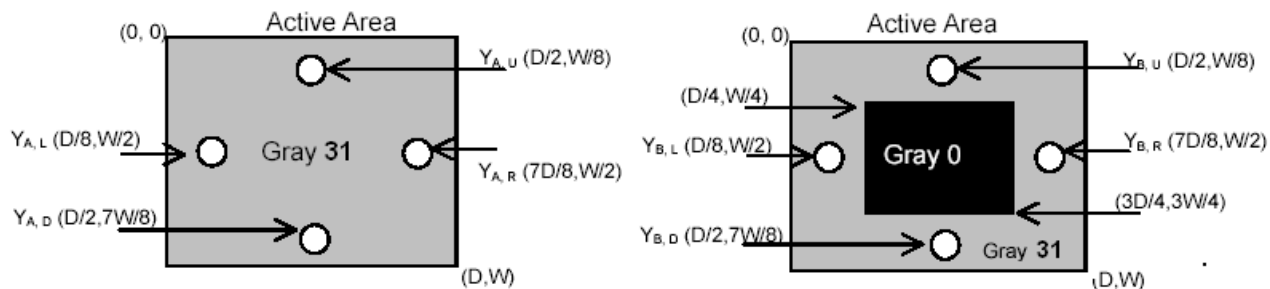 Active Area
(0, 0)
YA, U (D/2,W/8)
YA, L (D/8,W/2)
Gray 31
YA, R (7D/8,W/2)
YA, D (D/2,7W/8)
(D,W)
Active Area
(0, 0)
YB, U (D/2,W/8)
(D/4,W/4)
YB, L (D/8,W/2)
Gray 0
YB, R (7D/8,W/2)
(3D/4,3W/4)
YB, D (D/2,7W/8)
Gray 31
(D,W)